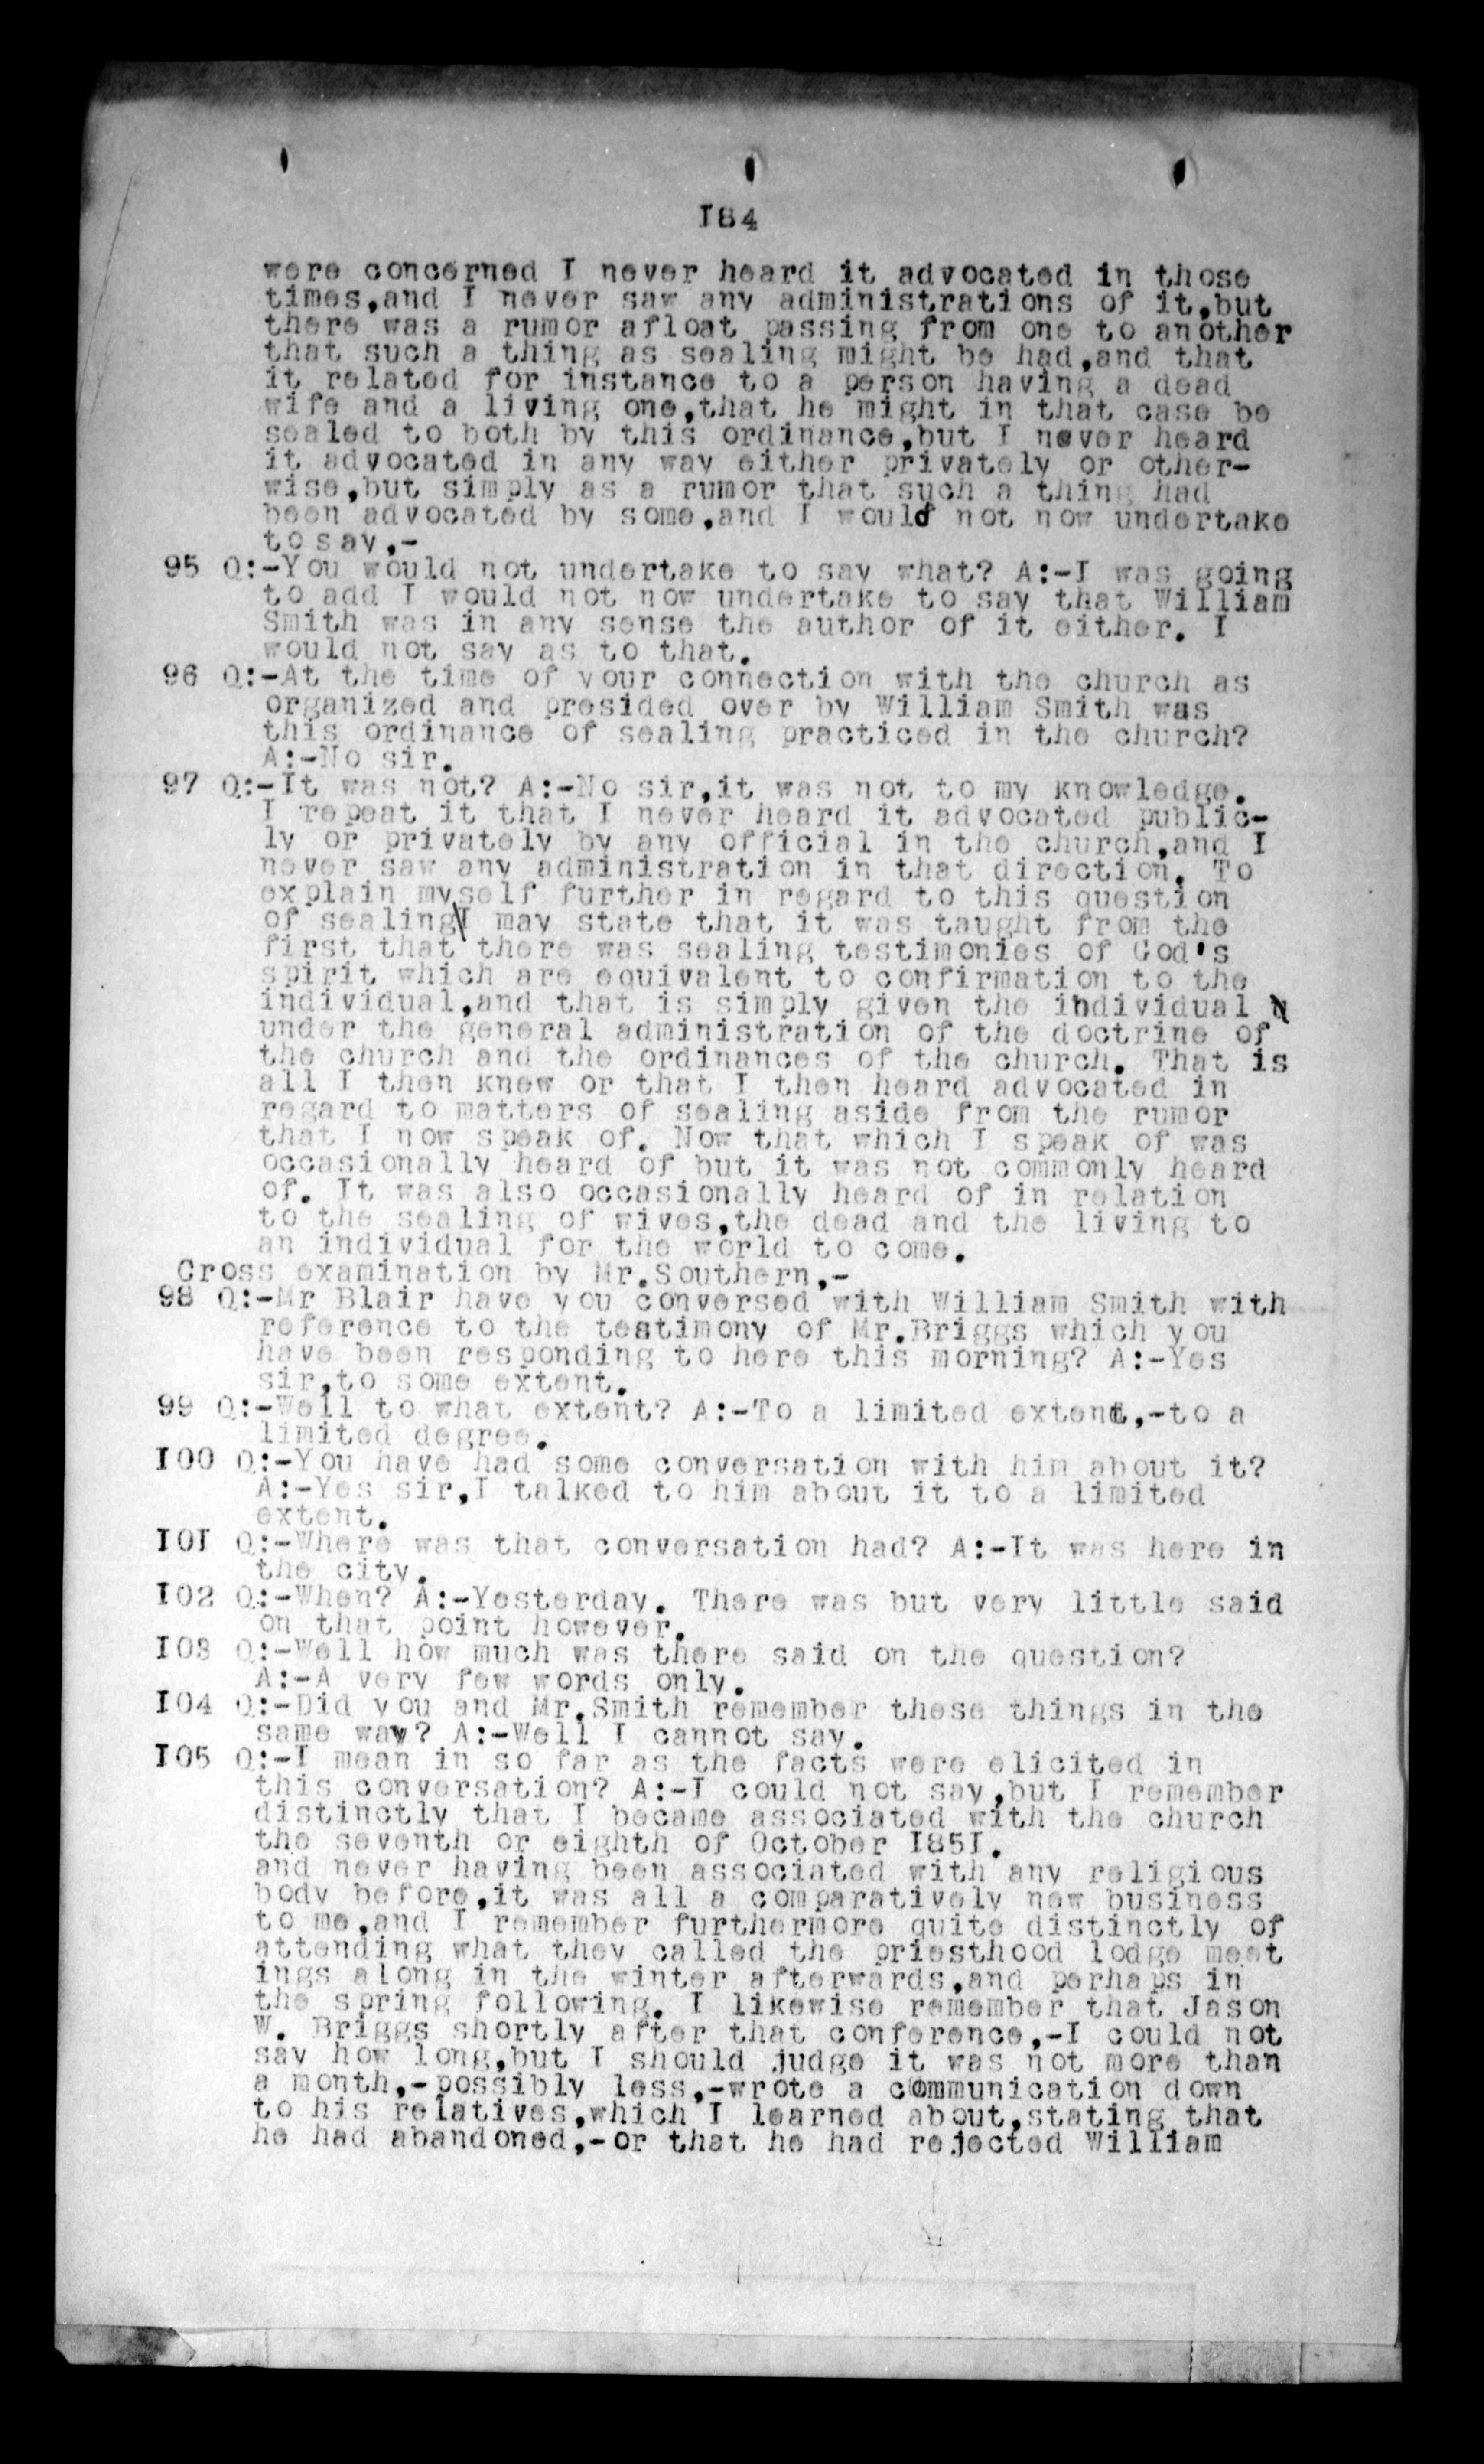 I84
were concerned I never heard it advocated in those
times,and I never saw any administrations of it,but
there was a rumor afloat passing from one to another
that such a thing as sealing might be had,and that
it related for instance to a person having a dead
wife and a living one,that he might in that case be
sealed to both by this ordinance,but I never heard
it advocated in any way either privately or other-
wise,but simply as a rumor that such a thing had
been advocated by some,and I would not now undertake
to say,-
95 Q:-You would not undertake to say what? A:-I was going
to add I would not now undertake to say that William
Smith was in any sense the author of it either. I
would not say as to that.
96 Q:-At the time of your connection with the church as
organized and presided over by William Smith was
this ordinance of sealing practiced in the church?
A:-No sir.
97 Q:-It was not? A:-No sir,it was not to my knowledge.
I repeat it that I never heard it advocated public-
ly or privately by any official in the church,and I
never saw any administration in that direction. To
explain myself further in regard to this question
of sealing I may state that it was taught from the
first that there was sealing testimonies of God's
spirit which are equivalent to confirmation to the
individual,and that is simply given the individual
under the general administration of the doctrine of
the church and the ordinances of the church. That is
all I then knew or that I then heard advocated in
regard to matters of sealing aside from the rumor
that I now speak of. Now that which I speak of was
occasionally heard of but it was not commonly heard
of. It was also occasionally heard of in relation
to the sealing of wives,the dead and the living to
an individual for the world to come.
Cross examination by Mr.Southern,-
98 Q:-Mr Blair have you conversed with William Smith with
reference to the testimony of Mr.Briggs which you
have been responding to here this morning? A:-Yes
sir,to some extent.
99 Q:-Well to what extent? A:-To a limited extent,-to a
limited degree.
I00 Q:-You have had some conversation with him about it?
A:-Yes sir,I talked to him about it to a limited
extent.
I0I Q:-Where was that conversation had? A:-It was here in
the city.
I02 Q:-When? A:-Yesterday. There was but very little said
on that point however.
I03 Q:-Well how much was there said on the question?
A:-A very few words only.
I04 Q:-Did you and Mr.Smith remember these things in the
same way? A:-Well I cannot say.
I05 Q:-I mean in so far as the facts were elicited in
this conversation? A:-I could not say,but I remember
distinctly that I became associated with the church
the seventh or eighth of October I85I.
and never having been associated with any religious
body before,it was all a comparatively new business
to me,and I remember furthermore quite distinctly of
attending what they called the priesthood lodge meet
ings along in the winter afterwards,and perhaps in
the spring following. I likewise remember that Jason
W. Briggs shortly after that conference,-I could not
say how long,but I should judge it was not more than
a month,-possibly less,-wrote a communication down
to his relatives,which I learned about,stating that
he had abandoned,-or that he had rejected William